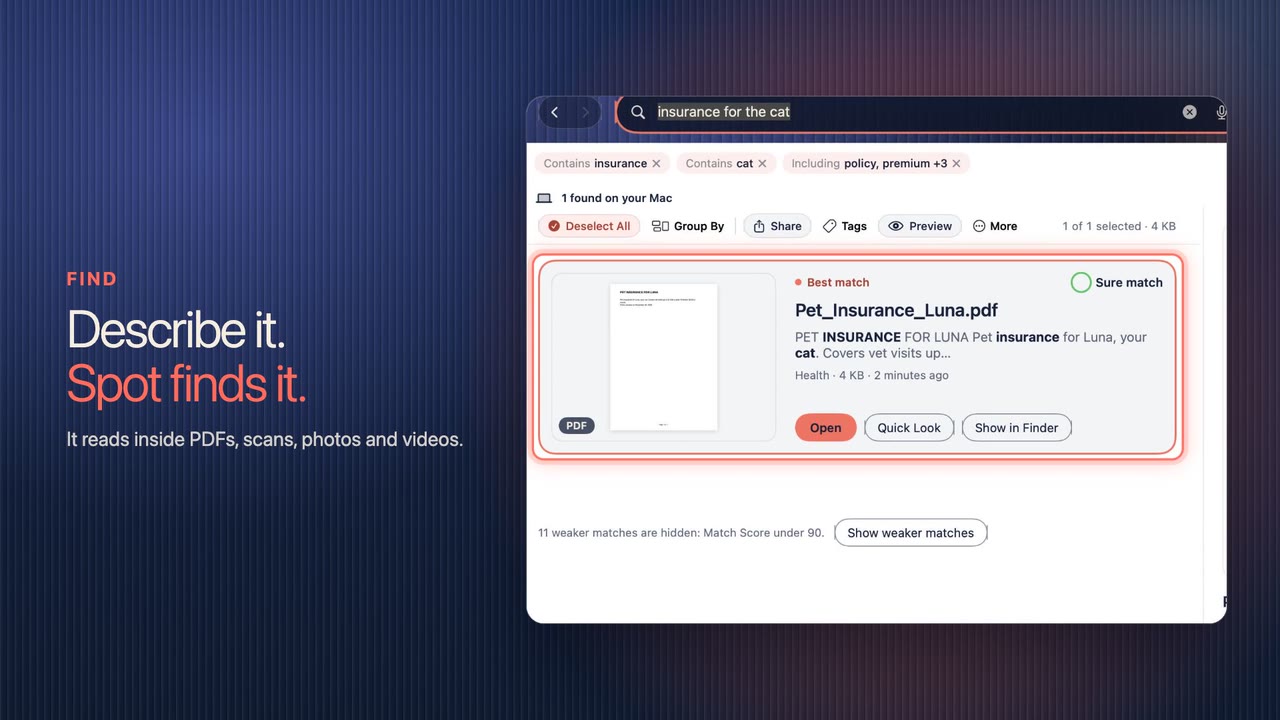 FIND
Describe it.
Spot finds it.
It reads inside PDFs, scans, photos and videos.
insurance for the cat
Contains insurance
Contains cat
Including policy, premium +3
1 found on your Mac
Deselect All
Group By
Share
Tags
Preview
More
1 of 1 selected · 4 KB
PET INSURANCE FOR LUNA
PDF
Best match
Sure match
Pet_Insurance_Luna.pdf
PET INSURANCE FOR LUNA Pet insurance for Luna, your
cat. Covers vet visits up...
Health · 4 KB · 2 minutes ago
Open
Quick Look
Show in Finder
11 weaker matches are hidden: Match Score under 90.
Show weaker matches